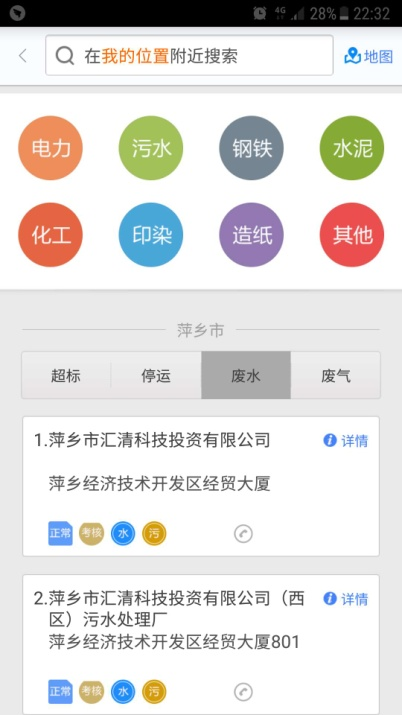 4G 28% 22:32
在我的位置附近搜索 地图
电力 污水 钢铁 水泥
化工 印染 造纸 其他
萍乡市
超标 停运 废水 废气
1.萍乡市汇清科技投资有限公司 详情
萍乡经济技术开发区经贸大厦
正常 考核 水 污
2.萍乡市汇清科技投资有限公司（西 详情
区）污水处理厂
萍乡经济技术开发区经贸大厦801
正常 考核 水 污